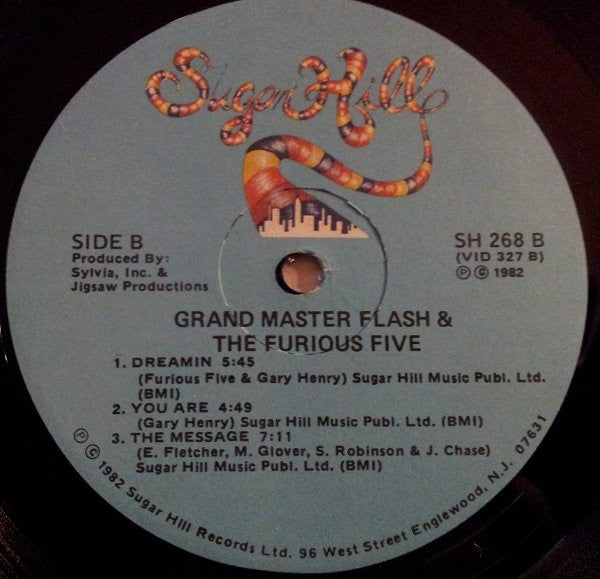 Sugar Hill
SIDE B
Produced By:
Sylvia, Inc. &
Jigsaw Productions
SH 268 B
(VID 327 B)
Ⓟ © 1982
GRAND MASTER FLASH &
THE FURIOUS FIVE
1. DREAMIN 5:45
(Furious Five & Gary Henry) Sugar Hill Music Publ. Ltd.
(BMI)
2. YOU ARE 4:49
(Gary Henry) Sugar Hill Music Publ. Ltd. (BMI)
3. THE MESSAGE 7:11
(E. Fletcher, M. Glover, S. Robinson & J. Chase)
Sugar Hill Music Publ. Ltd. (BMI)
Ⓟ © 1982 Sugar Hill Records Ltd. 96 West Street Englewood, N.J. 07631